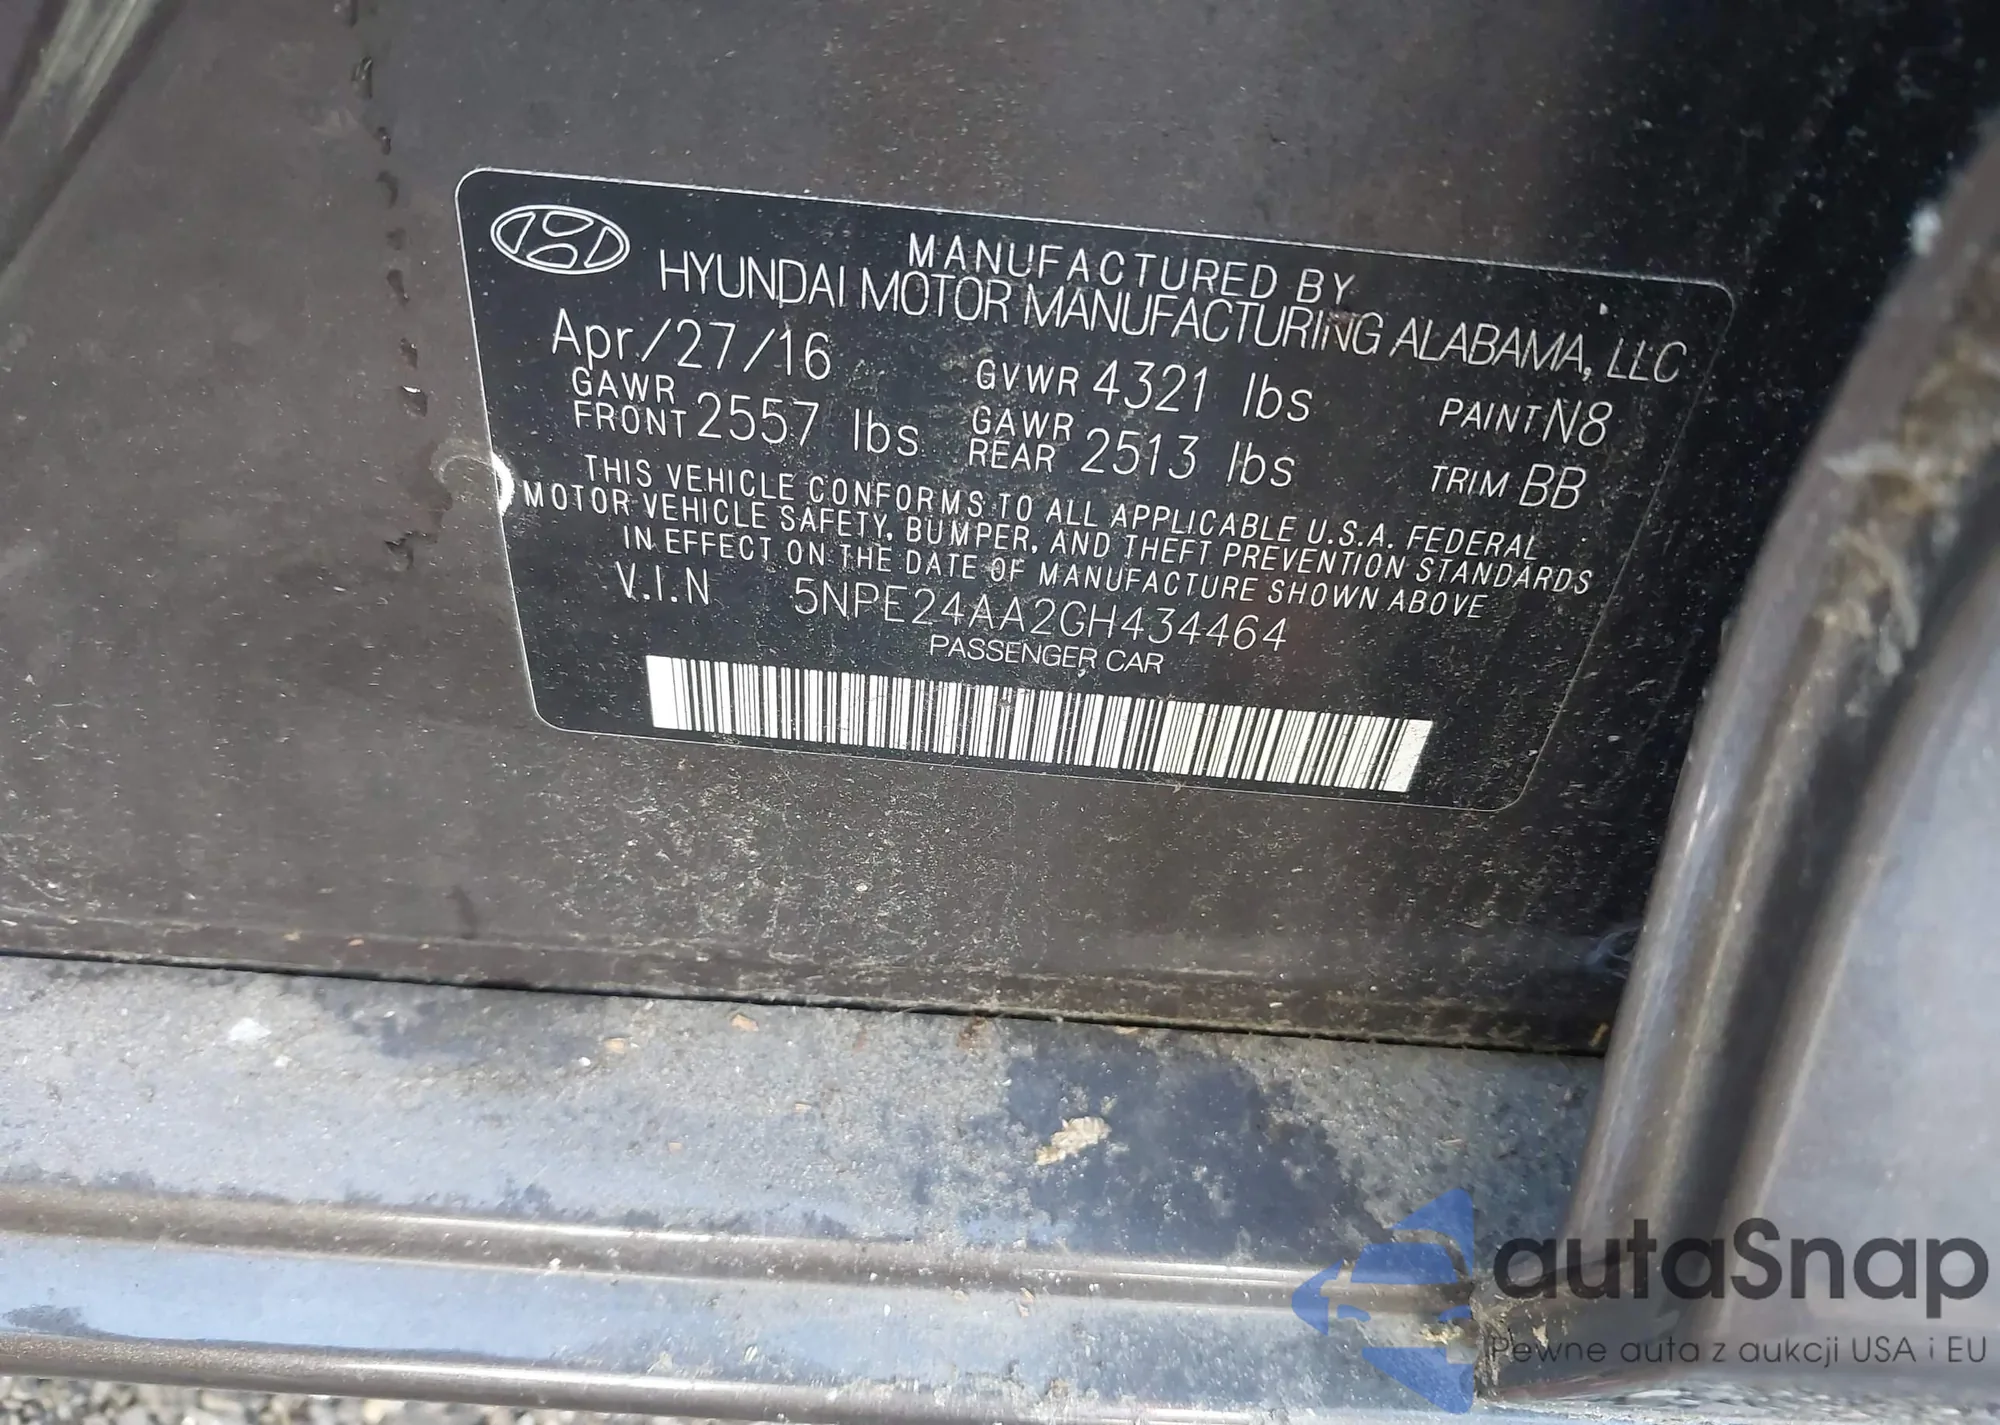 MANUFACTURED BY
HYUNDAI MOTOR MANUFACTURING ALABAMA, LLC
Apr/27/16 GVWR 4321 lbs PAINT N8
GAWR FRONT 2557 lbs GAWR REAR 2513 lbs TRIM BB
THIS VEHICLE CONFORMS TO ALL APPLICABLE U.S.A. FEDERAL
MOTOR VEHICLE SAFETY, BUMPER, AND THEFT PREVENTION STANDARDS
IN EFFECT ON THE DATE OF MANUFACTURE SHOWN ABOVE
V.I.N 5NPE24AA2GH434464
PASSENGER CAR
autaSnap
Pewne auta z aukcji USA i EU